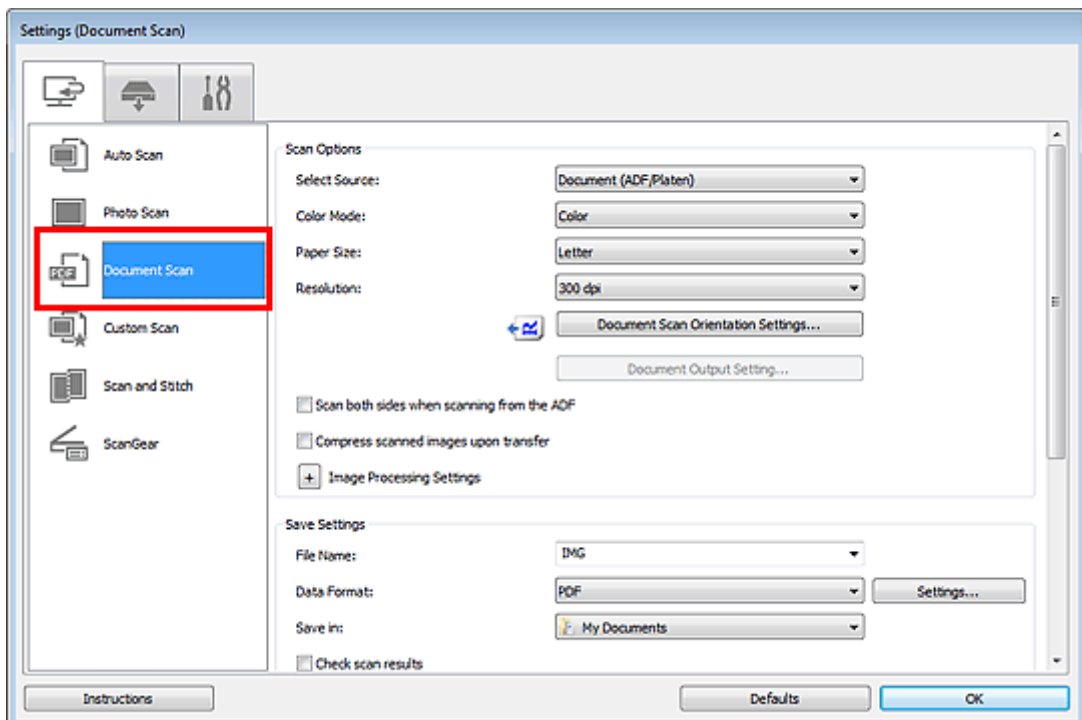 Settings (Document Scan)
Auto Scan
Photo Scan
PDF
Document Scan
Custom Scan
Scan and Stitch
ScanGear
Scan Options
Select Source: Document (ADF/Platen)
Color Mode: Color
Paper Size: Letter
Resolution: 300 dpi
R Document Scan Orientation Settings...
Document Output Setting...
Scan both sides when scanning from the ADF
Compress scanned images upon transfer
+ Image Processing Settings
Save Settings
File Name: IMG
Data Format: PDF Settings...
Save in: My Documents
Check scan results
Instructions Defaults OK